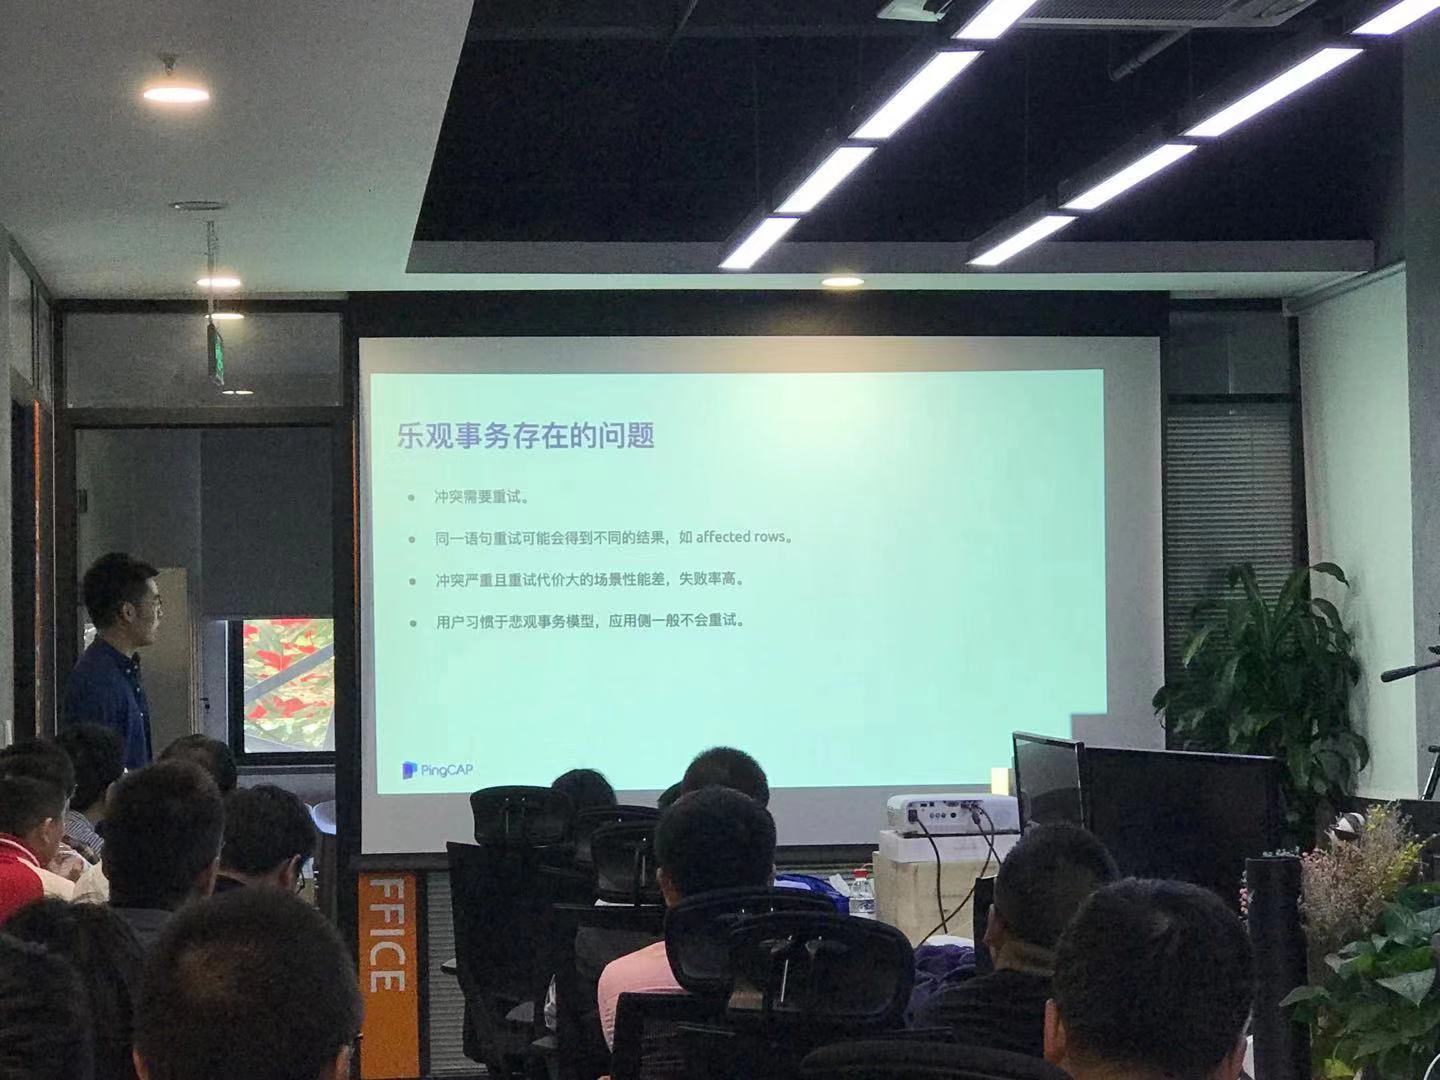 乐观事务存在的问题
● 冲突需要重试。
● 同一语句重试可能会得到不同的结果，如 affected rows。
● 冲突严重且重试代价大的场景性能差，失败率高。
● 用户习惯于悲观事务模型，应用侧一般不会重试。
PingCAP
FFICE